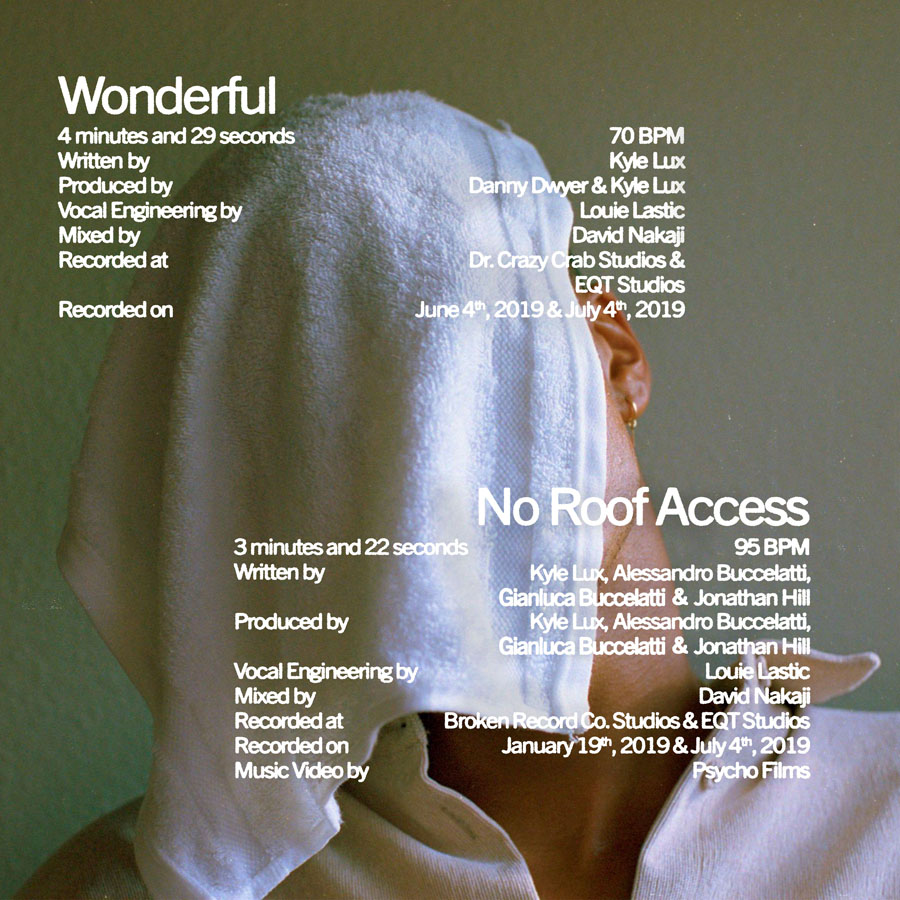 Wonderful
4 minutes and 29 seconds 70 BPM
Written by Kyle Lux
Produced by Danny Dwyer & Kyle Lux
Vocal Engineering by Louie Lastic
Mixed by David Nakaji
Recorded at Dr. Crazy Crab Studios &
EQT Studios
Recorded on June 4th, 2019 & July 4th, 2019
No Roof Access
3 minutes and 22 seconds 95 BPM
Written by Kyle Lux, Alessandro Buccelatti,
Gianluca Buccelatti & Jonathan Hill
Produced by Kyle Lux, Alessandro Buccelatti,
Gianluca Buccelatti & Jonathan Hill
Vocal Engineering by Louie Lastic
Mixed by David Nakaji
Recorded at Broken Record Co. Studios & EQT Studios
Recorded on January 19th, 2019 & July 4th, 2019
Music Video by Psycho Films